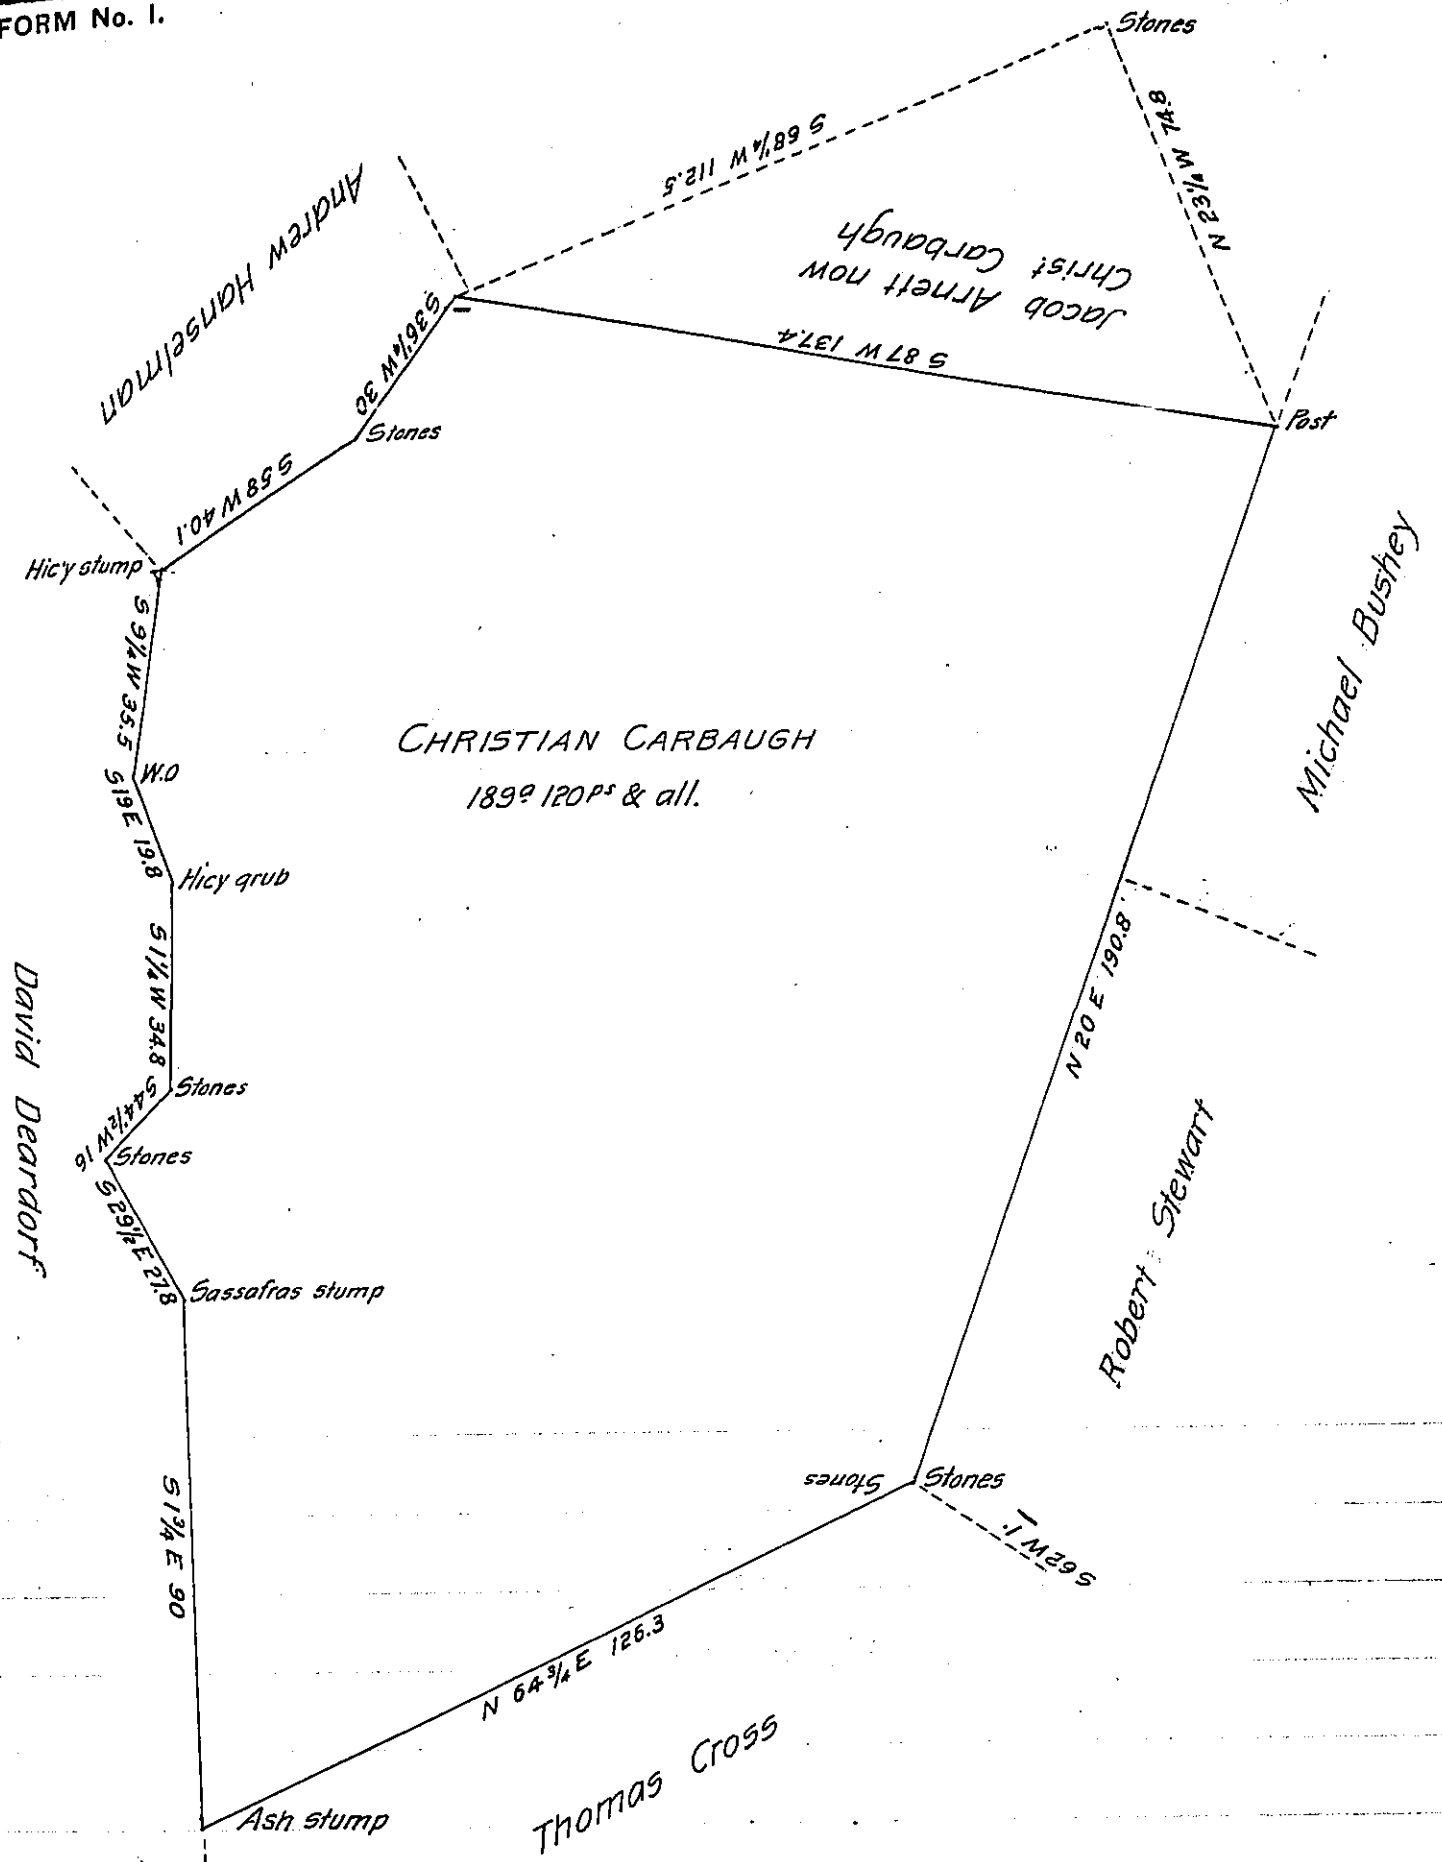 FORM No. 1.
Stones
S 68¼ W 112.5
N 23¼ W 74.8
Andrew Hanselman
Jacob Arnett now
Christ Carbaugh
S 36¼ W 30
S 87 W 137.4
Post
Stones
S 58 W 40.1
Hic'y stump
S 9¼ W 35.5
Michael Bushey
CHRISTIAN CARBAUGH
189a 120ps & all.
W.O
S 19 E 19.8
Hicy grub
S 1¼ W 34.8
N 20 E 190.8
David Deardorf
Stones
S 44½ W 16
Stones
S 29½ E 27.8
Robert Stewart
Sassafras stump
Stones
Stones
S 62 W 1.
S 1¾ E 90
N 64¾ E 126.3
Thomas Cross
Ash stump